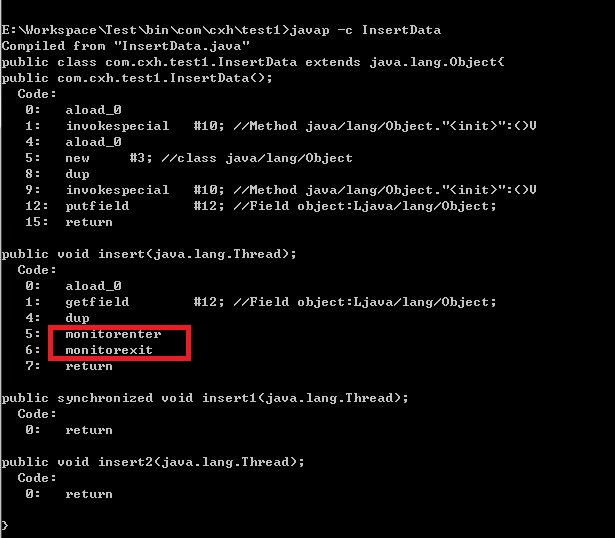 E:\Workspace\Test\bin\com\cxh\test1>javap -c InsertData
Compiled from "InsertData.java"
public class com.cxh.test1.InsertData extends java.lang.Object{
public com.cxh.test1.InsertData();
  Code:
   0:   aload_0
   1:   invokespecial   #10; //Method java/lang/Object."<init>":()V
   4:   aload_0
   5:   new     #3; //class java/lang/Object
   8:   dup
   9:   invokespecial   #10; //Method java/lang/Object."<init>":()V
   12:  putfield        #12; //Field object:Ljava/lang/Object;
   15:  return

public void insert(java.lang.Thread);
  Code:
   0:   aload_0
   1:   getfield        #12; //Field object:Ljava/lang/Object;
   4:   dup
   5:   monitorenter
   6:   monitorexit
   7:   return

public synchronized void insert1(java.lang.Thread);
  Code:
   0:   return

public void insert2(java.lang.Thread);
  Code:
   0:   return

}